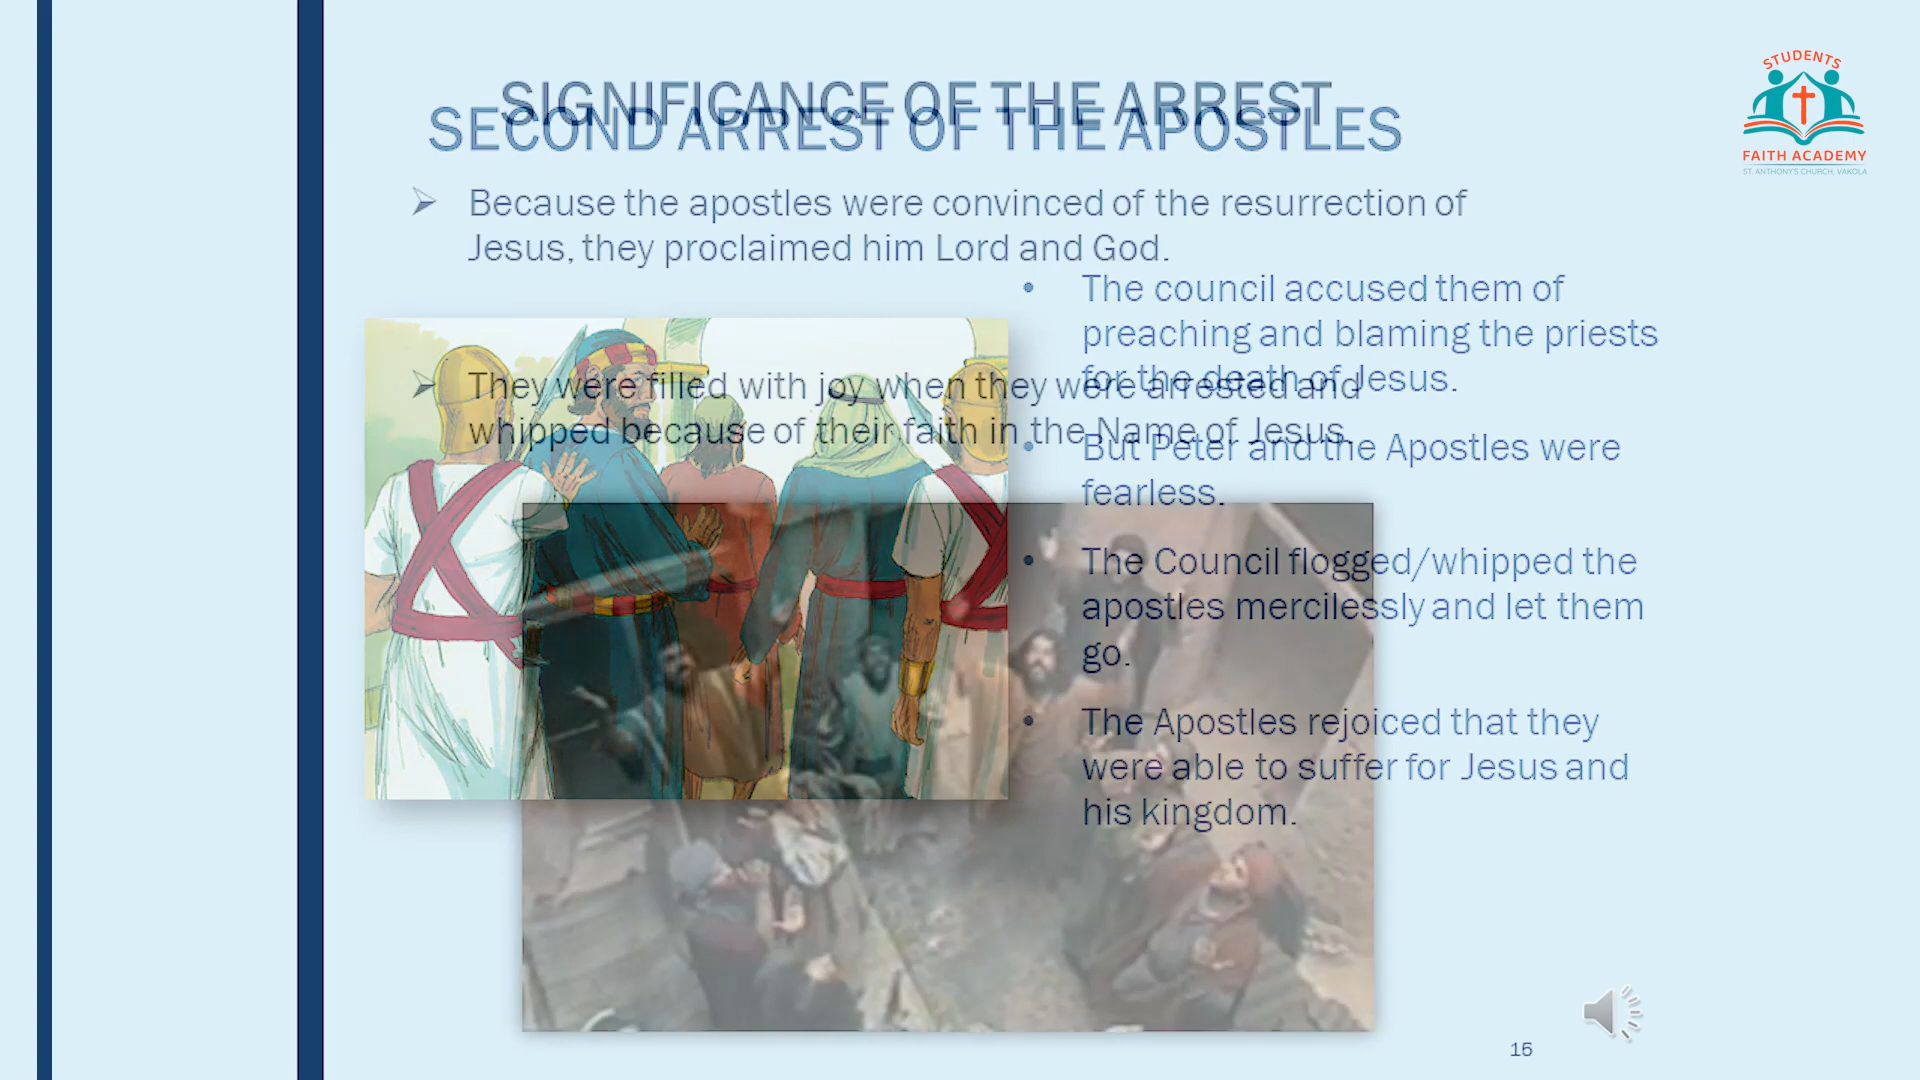 SIGNIFICANCE OF THE ARREST
Because the apostles were convinced of the resurrection of
Jesus, they proclaimed him Lord and God.
They were filled with joy when they were arrested and
whipped because of their faith in the Name of Jesus.
SECOND ARREST OF THE APOSTLES
The council accused them of
preaching and blaming the priests
for the death of Jesus.
But Peter and the Apostles were
fearless.
The Council flogged/whipped the
apostles mercilessly and let them
go.
The Apostles rejoiced that they
were able to suffer for Jesus and
his kingdom.
STUDENTS
FAITH ACADEMY
ST. ANTHONY'S CHURCH, VAKOLA
15